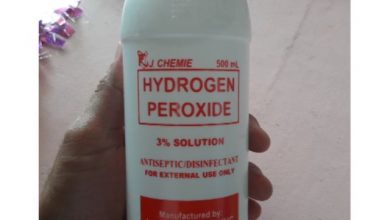 J CHEMIE 500 mL
HYDROGEN
PEROXIDE
3% SOLUTION
ANTISEPTIC/DISINFECTANT
FOR EXTERNAL USE ONLY
Manufactured by: